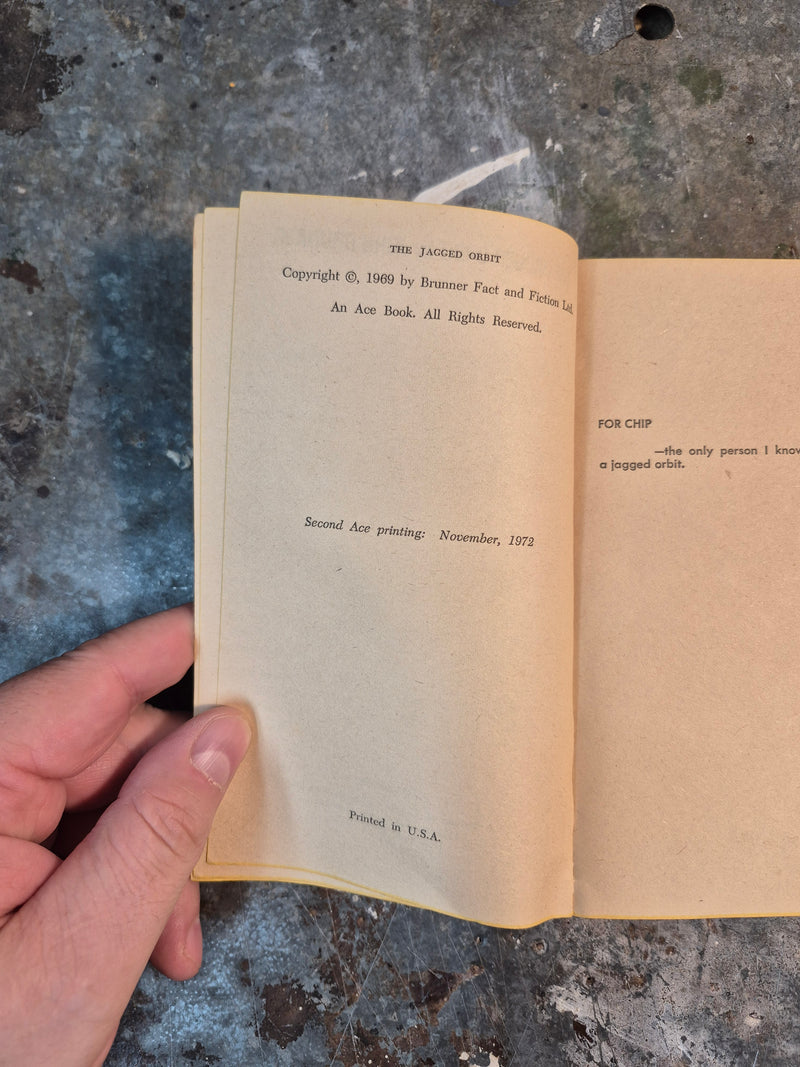 THE JAGGED ORBIT
Copyright ©, 1969 by Brunner Fact and Fiction Ltd.
An Ace Book. All Rights Reserved.
Second Ace printing: November, 1972
Printed in U.S.A.
FOR CHIP
—the only person I know
a jagged orbit.